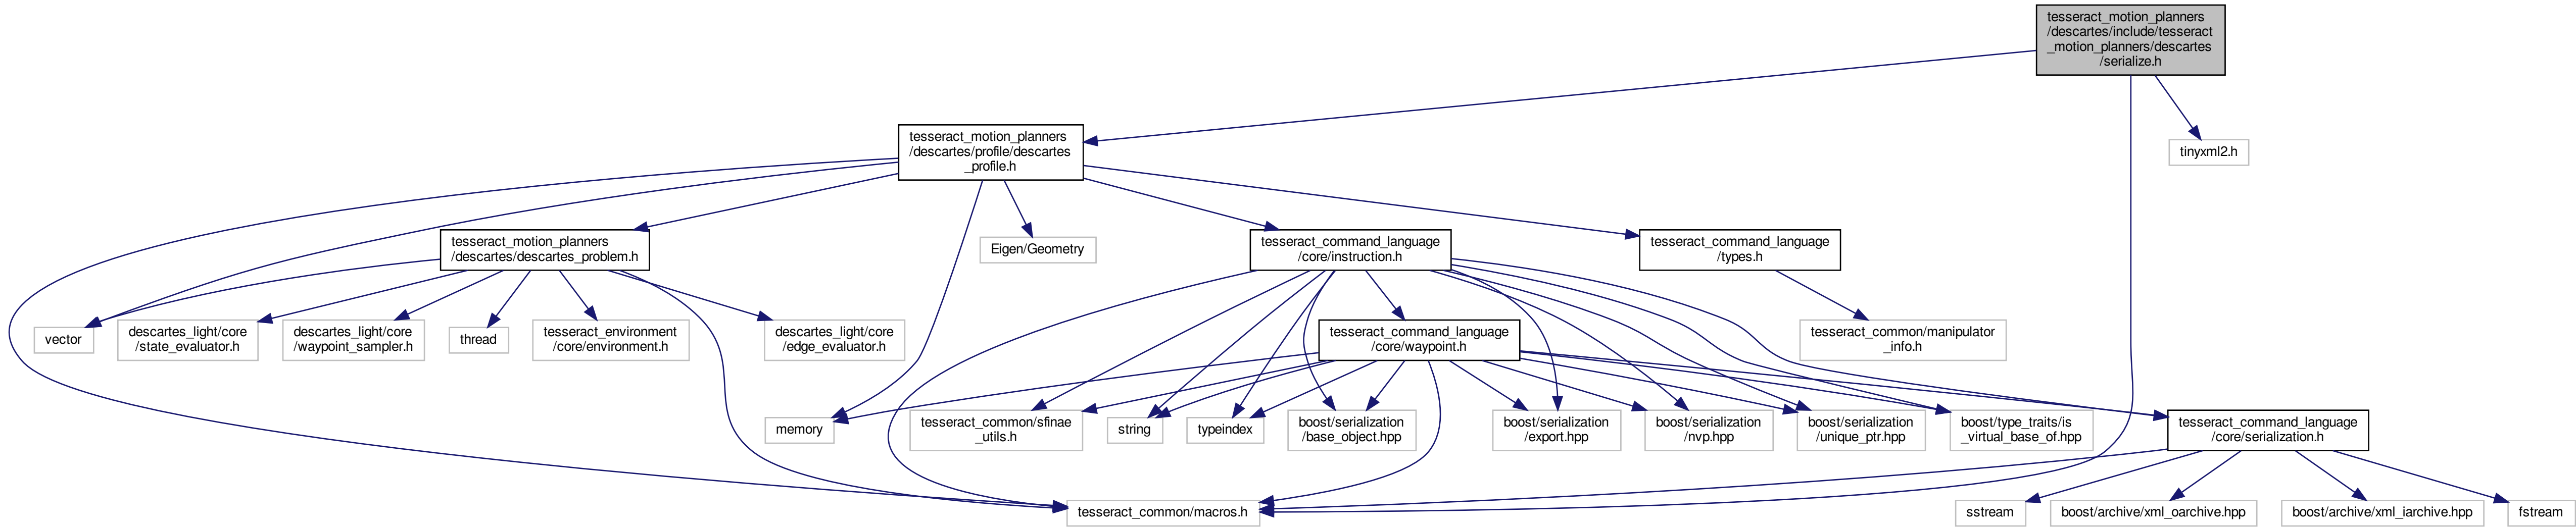 tesseract_motion_planners
/descartes/include/tesseract
_motion_planners/descartes
/serialize.h
tesseract_motion_planners
/descartes/profile/descartes
_profile.h
tinyxml2.h
tesseract_motion_planners
/descartes/descartes_problem.h
Eigen/Geometry
tesseract_command_language
/core/instruction.h
tesseract_command_language
/types.h
vector
descartes_light/core
/state_evaluator.h
descartes_light/core
/waypoint_sampler.h
thread
tesseract_environment
/core/environment.h
descartes_light/core
/edge_evaluator.h
tesseract_command_language
/core/waypoint.h
tesseract_common/manipulator
_info.h
memory
tesseract_common/sfinae
_utils.h
string
typeindex
boost/serialization
/base_object.hpp
boost/serialization
/export.hpp
boost/serialization
/nvp.hpp
boost/serialization
/unique_ptr.hpp
boost/type_traits/is
_virtual_base_of.hpp
tesseract_command_language
/core/serialization.h
tesseract_common/macros.h
sstream
boost/archive/xml_oarchive.hpp
boost/archive/xml_iarchive.hpp
fstream